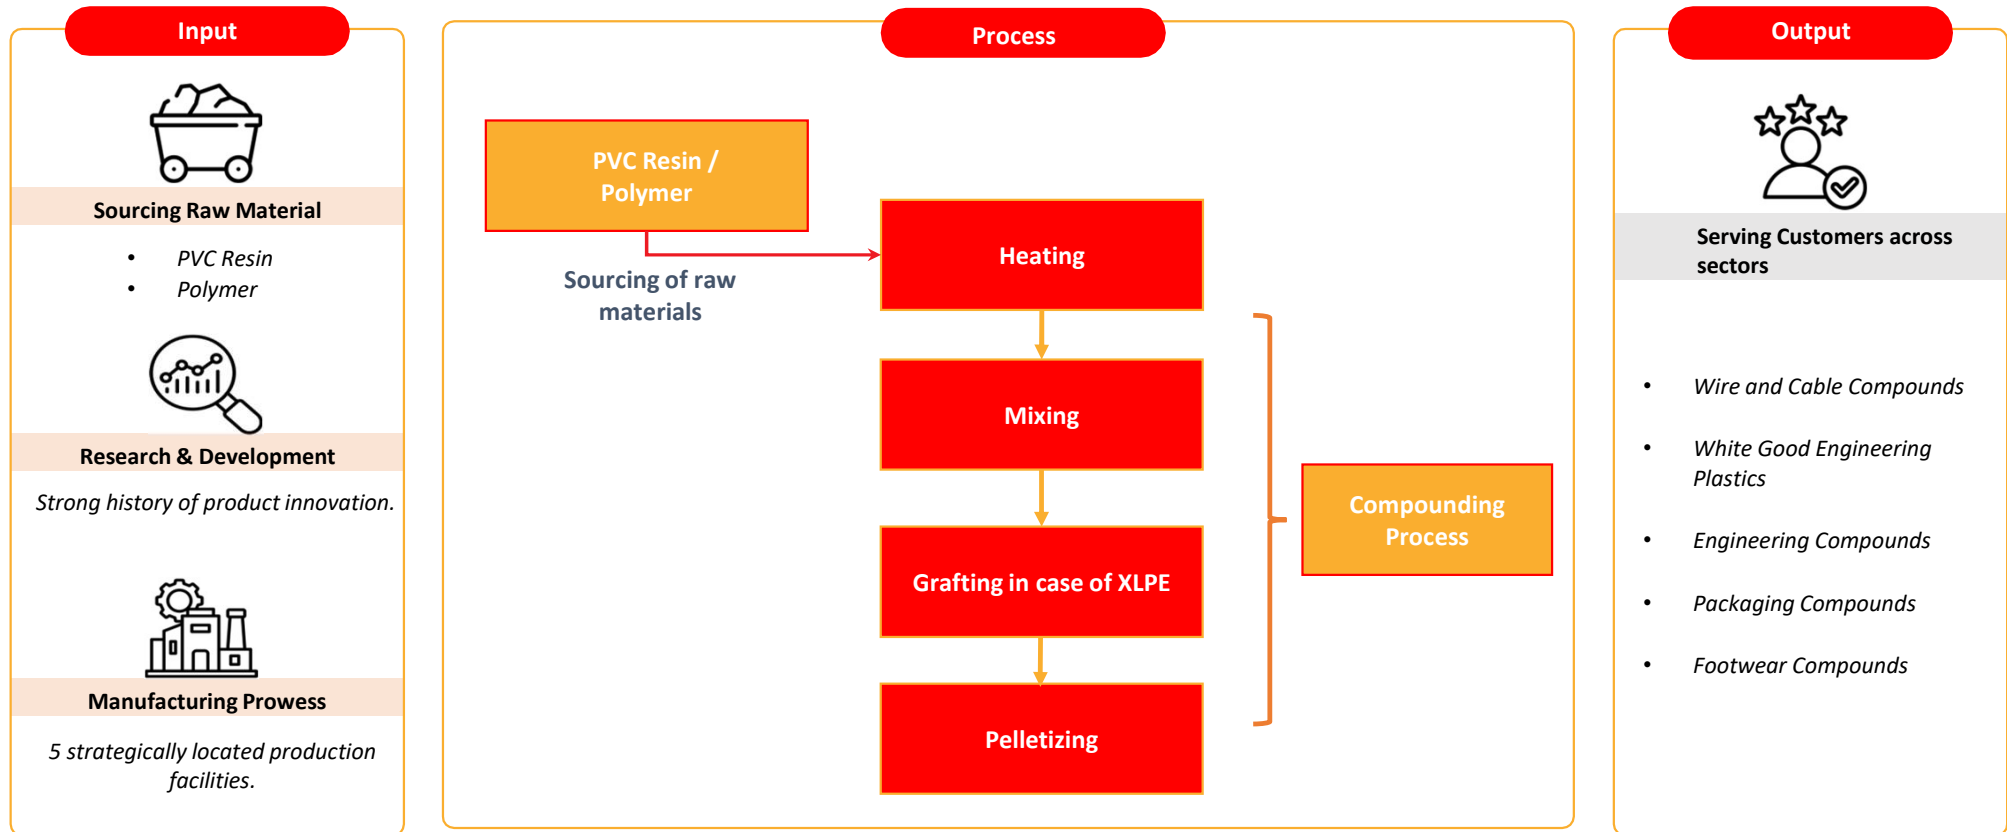 Input
Sourcing Raw Material
• PVC Resin
• Polymer
Research & Development
Strong history of product innovation.
Manufacturing Prowess
5 strategically located production
facilities.
Process
PVC Resin /
Polymer
Sourcing of raw
materials
Heating
Mixing
Grafting in case of XLPE
Pelletizing
Compounding
Process
Output
Serving Customers across
sectors
• Wire and Cable Compounds
• White Good Engineering
Plastics
• Engineering Compounds
• Packaging Compounds
• Footwear Compounds